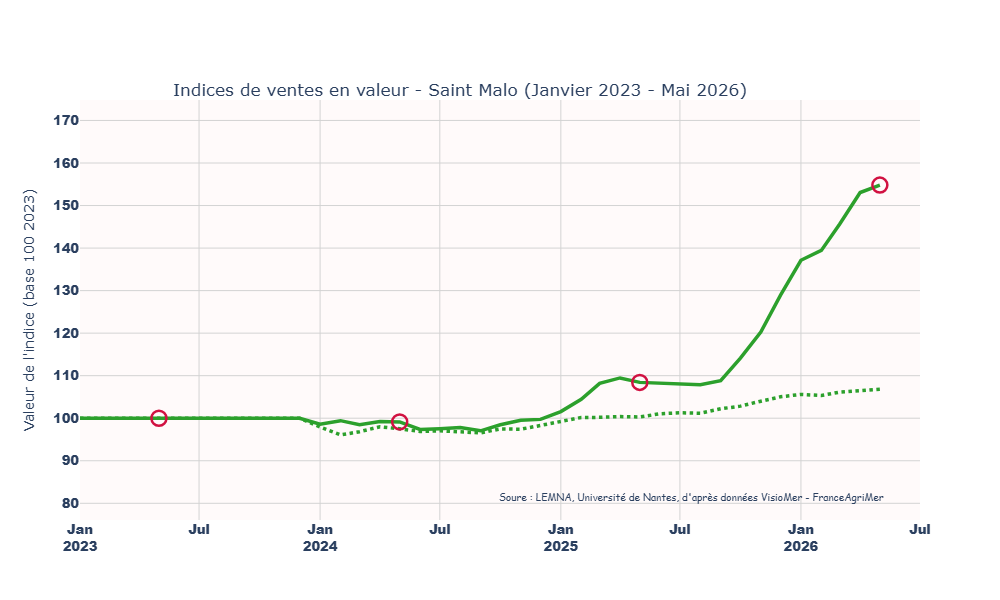 Indices de ventes en valeur - Saint Malo (Janvier 2023 - Mai 2026)
Valeur de l'indice (base 100 2023)
170
160
150
140
130
120
110
100
90
80
Soure : LEMNA, Université de Nantes, d'après données VisioMer - FranceAgriMer
Jan Jul Jan Jul Jan Jul Jan Jul
2023 2024 2025 2026